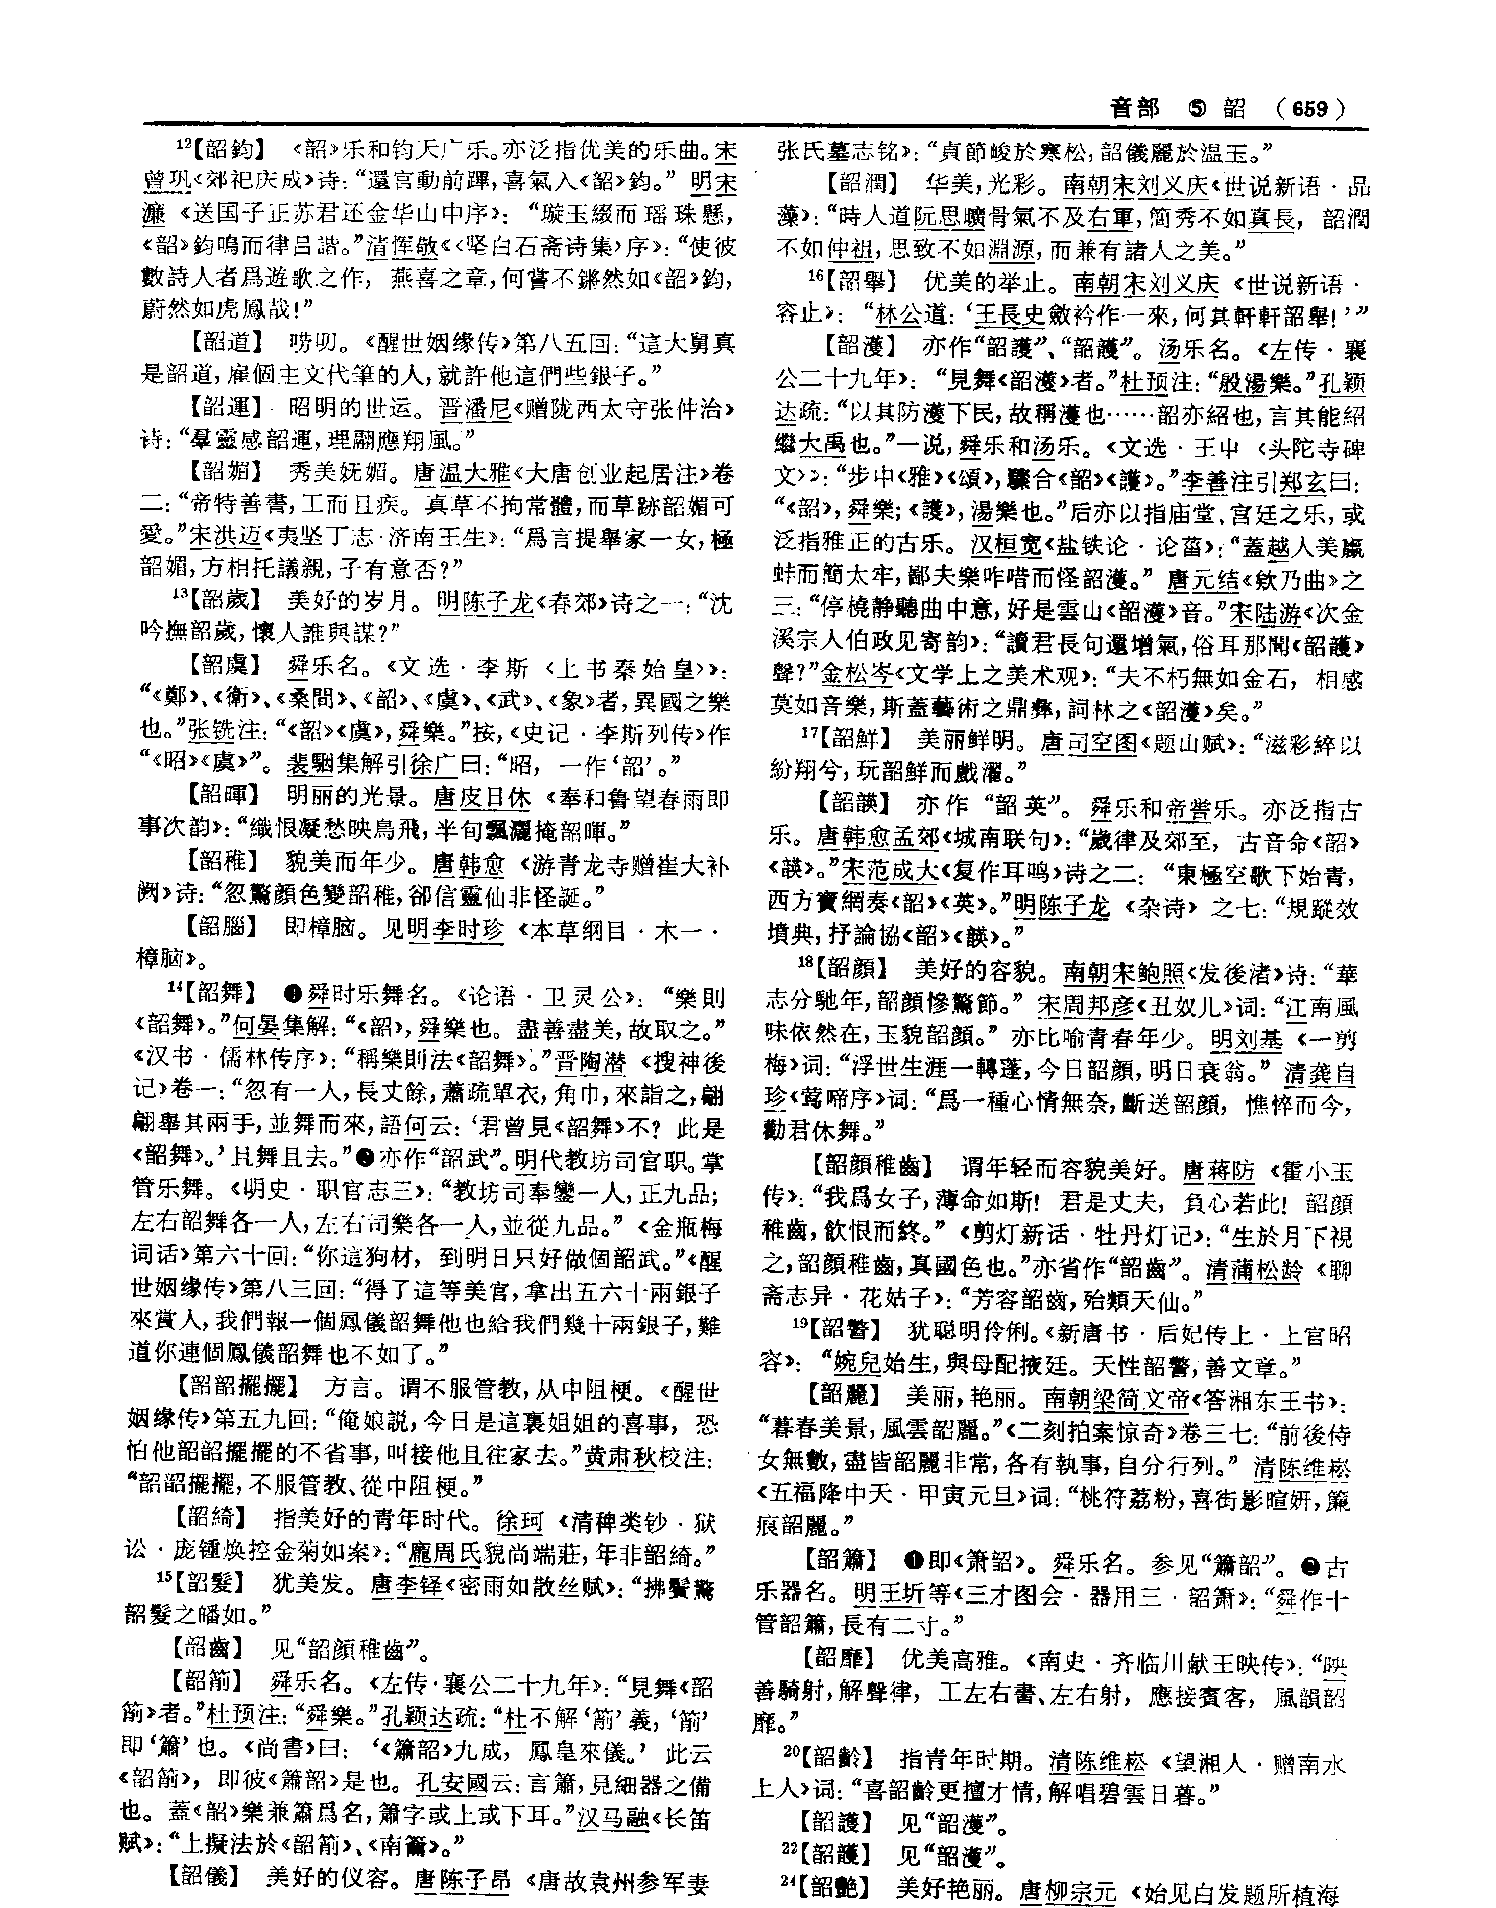 音部 ⑤ 韶 （659）
12【韶鈞】 《韶》乐和钧天广乐。亦泛指优美的乐曲。宋
曾巩《郊祀庆成》诗：“還宫動前蹕，喜氣入《韶》鈞。” 明宋
濂《送国子正苏君还金华山中序》：“璇玉缀而瑶珠懸，
《韶》鈞鳴而律吕諧。”清恽敬《〈坚白石斋诗集〉序》：“使彼
數詩人者爲遊歌之作，燕喜之章，何嘗不鏘然如《韶》鈞，
蔚然如虎鳳哉！”
【韶道】 唠叨。《醒世姻缘传》第八五回：“這大舅真
是韶道，雇個主文代筆的人，就許他這們些銀子。”
【韶運】 昭明的世运。晋潘尼《赠陇西太守张仲治》
诗：“羣靈感韶運，理翮應翔風。”
【韶媚】 秀美妩媚。唐温大雅《大唐创业起居注》卷
二：“帝特善書，工而且疾。真草不拘常體，而草跡韶媚可
愛。”宋洪迈《夷坚丁志·济南王生》：“爲言提舉家一女，極
韶媚，方相托議親，子有意否？”
13【韶歲】 美好的岁月。明陈子龙《春郊》诗之一：“沈
吟撫韶歲，懷人誰與謀？”
【韶虞】 舜乐名。《文选·李斯〈上书秦始皇〉》：
“《鄭》、《衛》、《桑間》、《韶》、《虞》、《武》、《象》者，異國之樂
也。”张铣注：“《韶》《虞》，舜樂。”按，《史记·李斯列传》作
“《昭》《虞》”。裴駰集解引徐广曰：“昭，一作‘韶’。”
【韶暉】 明丽的光景。唐皮日休《奉和鲁望春雨即
事次韵》：“織恨凝愁映鳥飛，半旬飄灑掩韶暉。”
【韶稚】 貌美而年少。唐韩愈《游青龙寺赠崔大补
阙》诗：“忽驚顔色變韶稚，卻信靈仙非怪誕。”
【韶腦】 即樟脑。见明李时珍《本草纲目·木一·
樟脑》。
14【韶舞】 ❶舜时乐舞名。《论语·卫灵公》：“樂則
《韶舞》。”何晏集解：“《韶》，舜樂也。盡善盡美，故取之。”
《汉书·儒林传序》：“稱樂則法《韶舞》。”晋陶潜《搜神後
记》卷一：“忽有一人，長丈餘，蕭疏單衣，角巾，來詣之，翩
翩舉其兩手，並舞而來，語何云：‘君曾見《韶舞》不？此是
《韶舞》。’且舞且去。”❷亦作“韶武”。明代教坊司官职。掌
管乐舞。《明史·职官志三》：“教坊司奉鑾一人，正九品；
左右韶舞各一人，左右司樂各一人，並從九品。”《金瓶梅
词话》第六十回：“你這狗材，到明日只好做個韶武。”《醒
世姻缘传》第八三回：“得了這等美官，拿出五六十兩銀子
來賞人，我們報一個鳳儀韶舞他也給我們幾十兩銀子，難
道你連個鳳儀韶舞也不如了。”
【韶韶擺擺】 方言。谓不服管教，从中阻梗。《醒世
姻缘传》第五九回：“俺娘説，今日是這裏姐姐的喜事，恐
怕他韶韶擺擺的不省事，叫接他且往家去。”黄肃秋校注：
“韶韶擺擺，不服管教、從中阻梗。”
【韶綺】 指美好的青年时代。徐珂《清稗类钞·狱
讼·庞锺焕控金菊如案》：“龐周氏貌尚端莊，年非韶綺。”
15【韶髮】 犹美发。唐李铎《密雨如散丝赋》：“拂鬢驚
韶髮之皤如。”
【韶齒】 见“韶顔稚齒”。
【韶箾】 舜乐名。《左传·襄公二十九年》：“見舞《韶
箾》者。”杜预注：“舜樂。”孔颖达疏：“杜不解‘箾’義，‘箾’
即‘簫’也。《尚書》曰：‘《簫韶》九成，鳳皇來儀。’此云
《韶箾》，即彼《簫韶》是也。孔安國云：言簫，見細器之備
也。蓋《韶》樂兼簫爲名，簫字或上或下耳。”汉马融《长笛
赋》：“上擬法於《韶箾》、《南籥》。”
【韶儀】 美好的仪容。唐陈子昂《唐故袁州参军妻
张氏墓志铭》：“貞節峻於寒松，韶儀麗於温玉。”
【韶潤】 华美，光彩。南朝宋刘义庆《世说新语·品
藻》：“時人道阮思曠骨氣不及右軍，簡秀不如真長，韶潤
不如仲祖，思致不如淵源，而兼有諸人之美。”
16【韶舉】 优美的举止。南朝宋刘义庆《世说新语·
容止》：“林公道：‘王長史斂衿作一來，何其軒軒韶舉！’”
【韶濩】 亦作“韶護”、“韶頀”。汤乐名。《左传·襄
公二十九年》：“見舞《韶濩》者。”杜预注：“殷湯樂。”孔颖
达疏：“以其防濩下民，故稱濩也……韶亦紹也，言其能紹
繼大禹也。”一说，舜乐和汤乐。《文选·王屮〈头陀寺碑
文〉》：“步中《雅》《頌》，驟合《韶》《護》。”李善注引郑玄曰：
“《韶》，舜樂；《護》，湯樂也。”后亦以指庙堂、宫廷之乐，或
泛指雅正的古乐。汉桓宽《盐铁论·论菑》：“蓋越人美蠃
蚌而簡太牢，鄙夫樂咋唶而怪韶濩。”唐元结《欸乃曲》之
三：“停橈静聽曲中意，好是雲山《韶濩》音。”宋陆游《次金
溪宗人伯政见寄韵》：“讀君長句還增氣，俗耳那聞《韶頀》
聲？”金松岑《文学上之美术观》：“夫不朽無如金石，相感
莫如音樂，斯蓋藝術之鼎彝，詞林之《韶濩》矣。”
17【韶鮮】 美丽鲜明。唐司空图《题山赋》：“滋彩綷以
紛翔兮，玩韶鮮而戲濯。”
【韶韺】 亦作“韶英”。舜乐和帝喾乐。亦泛指古
乐。唐韩愈孟郊《城南联句》：“歲律及郊至，古音命《韶》
《韺》。”宋范成大《复作耳鸣》诗之二：“東極空歌下始青，
西方寶網奏《韶》《英》。”明陈子龙《杂诗》之七：“規蹤效
墳典，抒論協《韶》《韺》。”
18【韶顔】 美好的容貌。南朝宋鲍照《发後渚》诗：“華
志分馳年，韶顔慘驚節。”宋周邦彦《丑奴儿》词：“江南風
味依然在，玉貌韶顔。”亦比喻青春年少。明刘基《一剪
梅》词：“浮世生涯一轉蓬，今日韶顔，明日衰翁。”清龚自
珍《莺啼序》词：“爲一種心情無奈，斷送韶顔，憔悴而今，
勸君休舞。”
【韶顔稚齒】 谓年轻而容貌美好。唐蒋防《霍小玉
传》：“我爲女子，薄命如斯！君是丈夫，負心若此！韶顔
稚齒，飲恨而終。”《剪灯新话·牡丹灯记》：“生於月下視
之，韶顔稚齒，真國色也。”亦省作“韶齒”。清蒲松龄《聊
斋志异·花姑子》：“芳容韶齒，殆類天仙。”
19【韶警】 犹聪明伶俐。《新唐书·后妃传上·上官昭
容》：“婉兒始生，與母配掖廷。天性韶警，善文章。”
【韶麗】 美丽，艳丽。南朝梁简文帝《答湘东王书》：
“暮春美景，風雲韶麗。”《二刻拍案惊奇》卷三七：“前後侍
女無數，盡皆韶麗非常，各有執事，自分行列。”清陈维崧
《五福降中天·甲寅元旦》词：“桃符荔粉，喜街影暄妍，簾
痕韶麗。”
【韶簫】 ❶即《箫韶》。舜乐名。参见“簫韶”。❷古
乐器名。明王圻等《三才图会·器用三·韶箫》：“舜作十
管韶簫，長有二寸。”
【韶靡】 优美高雅。《南史·齐临川献王映传》：“映
善騎射，解聲律，工左右書、左右射，應接賓客，風韻韶
靡。”
20【韶齡】 指青年时期。清陈维崧《望湘人·赠南水
上人》词：“喜韶齡更擅才情，解唱碧雲日暮。”
【韶護】 见“韶濩”。
22【韶頀】 见“韶濩”。
24【韶艷】 美好艳丽。唐柳宗元《始见白发题所植海